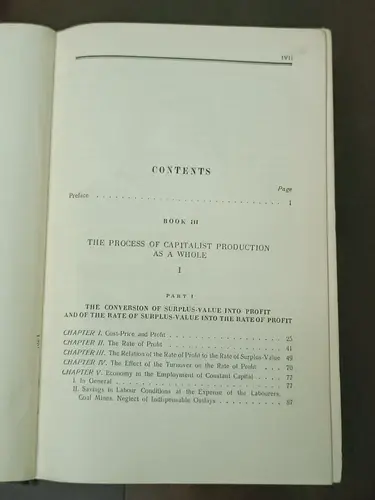 IVII
CONTENTS
Page
Preface . . . . . . . . . . . . . . . . . . . . . . . . . . . . . 1
BOOK III
THE PROCESS OF CAPITALIST PRODUCTION
AS A WHOLE
I
PART I
THE CONVERSION OF SURPLUS-VALUE INTO PROFIT
AND OF THE RATE OF SURPLUS-VALUE INTO THE RATE OF PROFIT
CHAPTER I. Cost-Price and Profit . . . . . . . . . . . . . . . . . . 25
CHAPTER II. The Rate of Profit . . . . . . . . . . . . . . . . . . 41
CHAPTER III. The Relation of the Rate of Profit to the Rate of Surplus-Value 49
CHAPTER IV. The Effect of the Turnover on the Rate of Profit . . . . 70
CHAPTER V. Economy in the Employment of Constant Capital . . . . . 77
I. In General . . . . . . . . . . . . . . . . . . . . . . . . 77
II. Savings in Labour Conditions at the Expense of the Labourers.
Coal Mines. Neglect of Indispensable Outlays . . . . . . . . . . 87